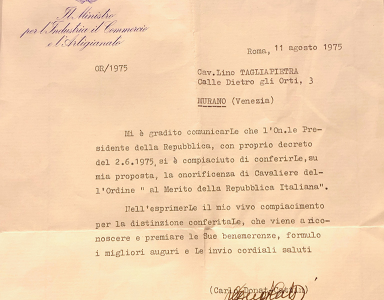 Il Ministro
per l'Industria il Commercio
e l'Artigianato
Roma, 11 agosto 1975
OR/1975
Cav.Lino TAGLIAPIETRA
Calle Dietro gli Orti, 3
MURANO (Venezia)
Mi è gradito comunicarLe che l'On.le Pre-
sidente della Repubblica, con proprio decreto
del 2.6.1975, si è compiaciuto di conferirLe, su
mia proposta, la onorificenza di Cavaliere del-
l'Ordine " al Merito della Repubblica Italiana".
Nell'esprimerLe il mio vivo compiacimento
per la distinzione conferitaLe, che viene a rico-
noscere e premiare le Sue benemerenze, formulo
i migliori auguri e Le invio cordiali saluti
(Carlo Donat-Cattin)